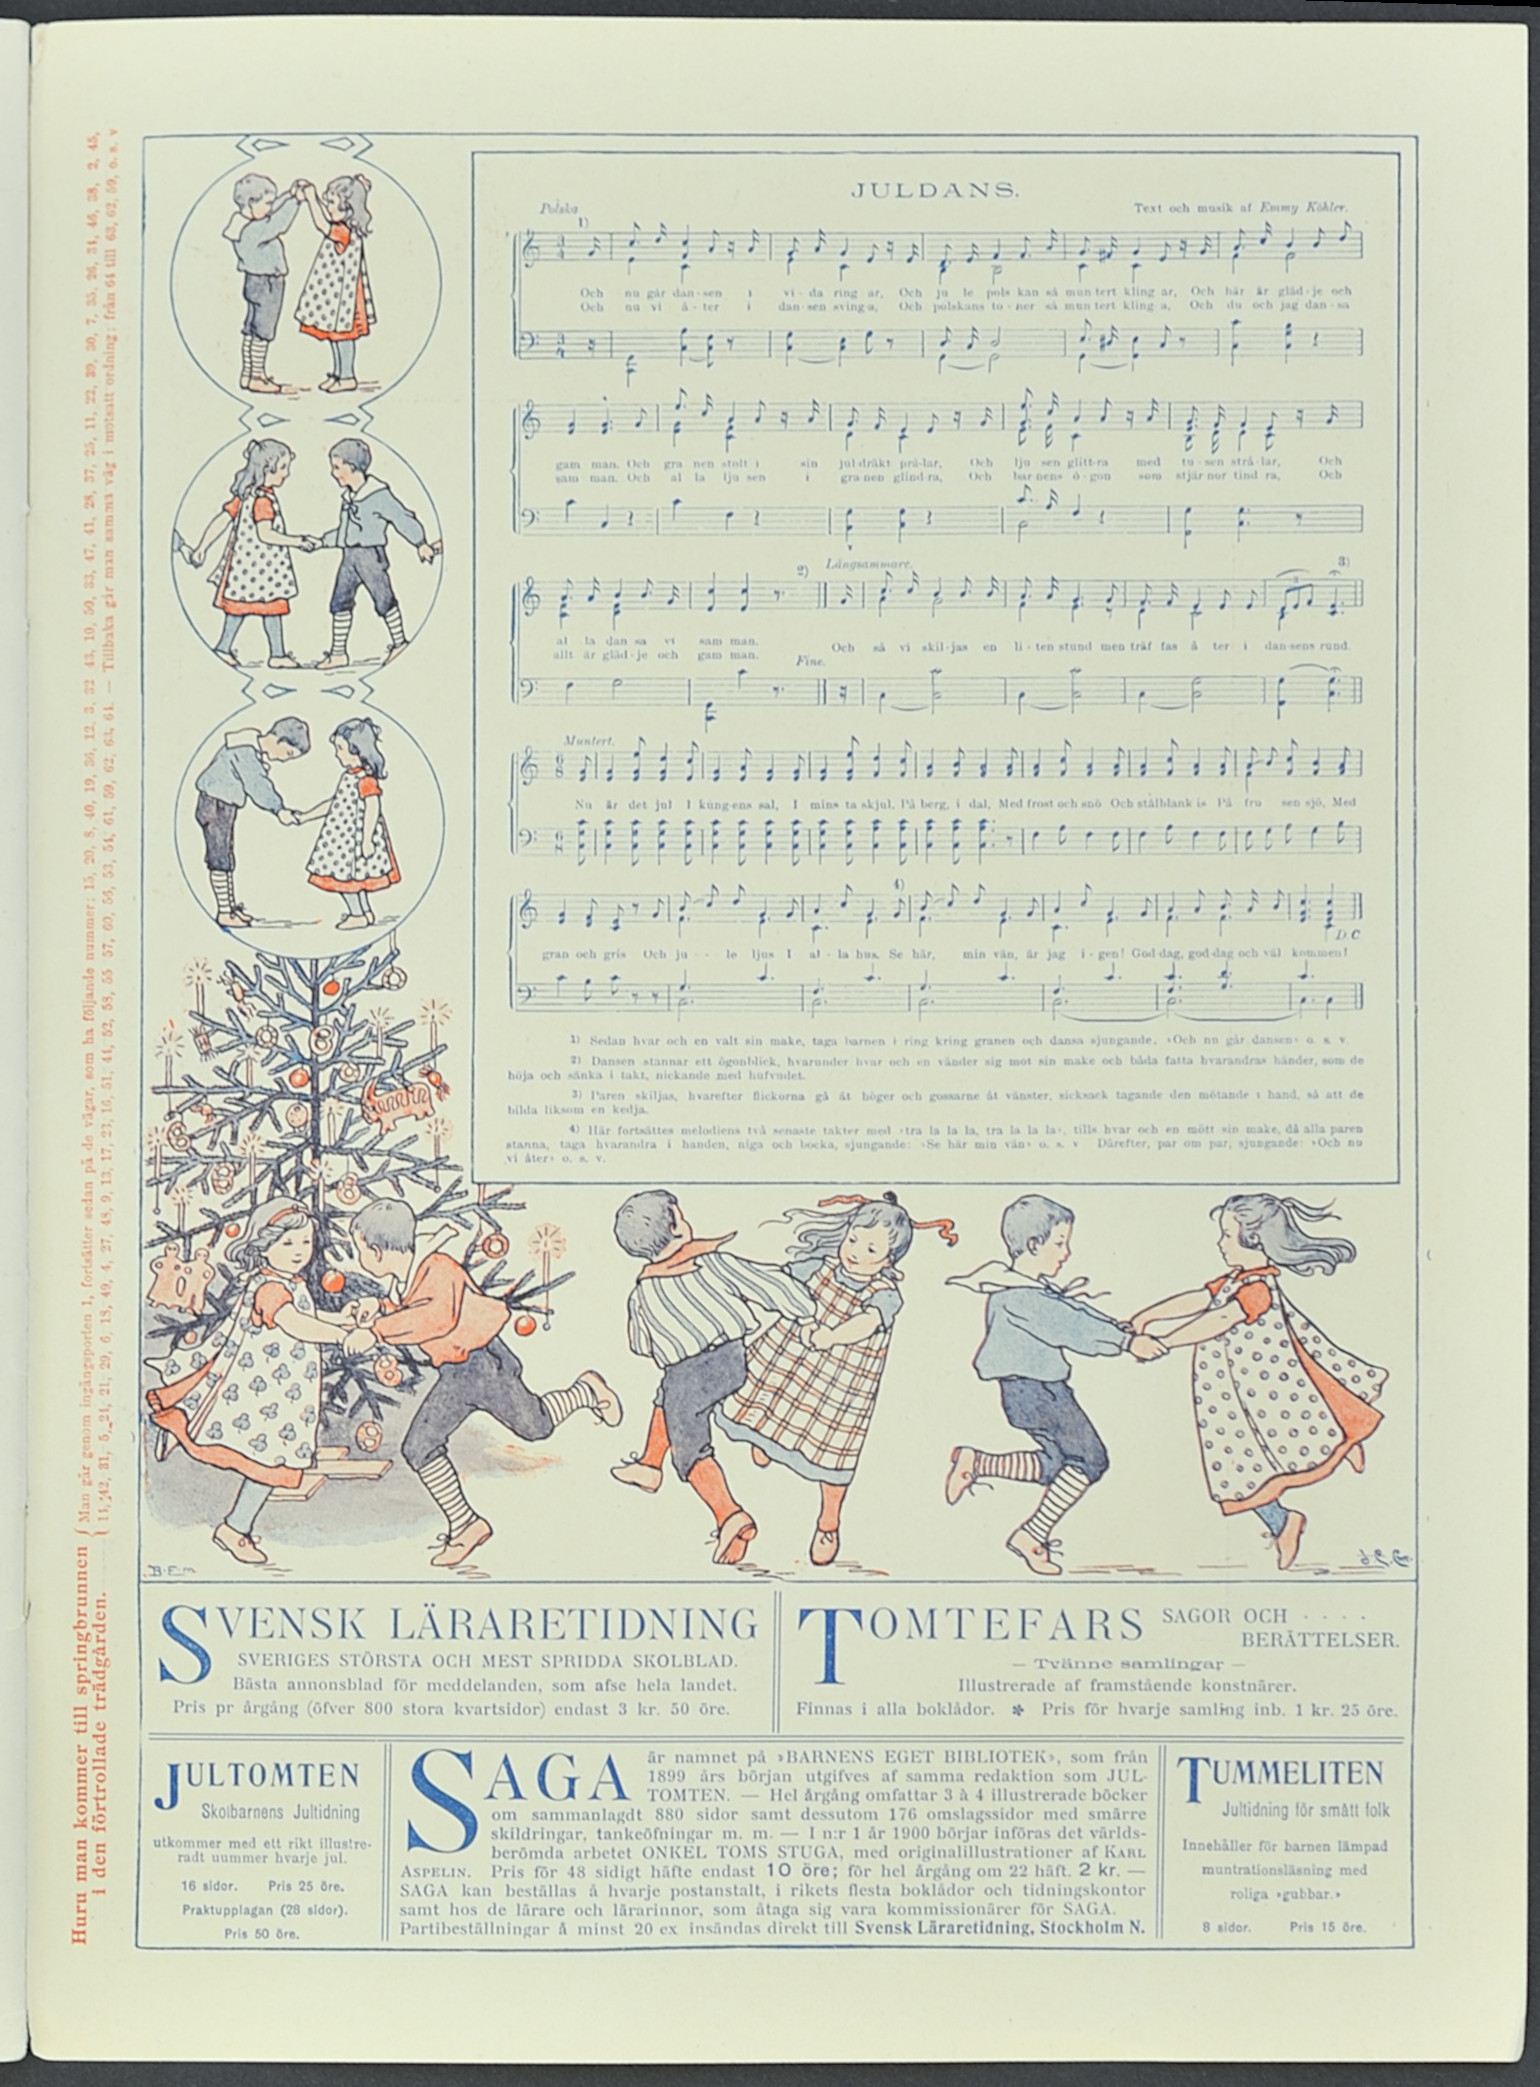 JULDANS.
Polska
Text och musik af Emmy Köhler.
1)
Och nu går dan-sen i vi-da ring ar, Och ju le pols kan så mun tert kling ar, Och här är gläd-je och
Och nu vi å-ter i dan-sen sving a, Och polskans to-ner så mun tert kling a, Och du och jag dan-sa
gam man. Och gra nen stolt i sin jul dräkt prå-lar, Och lju sen glitt-ra med tu-sen strå-lar, Och
sam man. Och al la lju sen i gra nen glind ra, Och bar nens ö-gon som stjär nor tind ra, Och
2) Långsammare. 3)
al la dan sa vi sam man. Och så vi skil-jas en li-ten stund men träf fas å ter i dan-sens rund.
allt är gläd-je och gam man. Fine.
Muntert.
Nu är det jul I kung-ens sal, I mins ta skjul, På berg, i dal, Med frost och snö Och stålblank is På fru sen sjö, Med
4)
D.C
gran och gris Och ju - - le ljus I al-la hus. Se här, min vän, är jag i-gen! God-dag, god-dag och väl kommen!
1) Sedan hvar och en valt sin make, taga barnen i ring kring granen och dansa sjungande, »Och nu går dansen» o. s. v
2) Dansen stannar ett ögonblick, hvarunder hvar och en vänder sig mot sin make och båda fatta hvarandras händer, som de
höja och sänka i takt, nickande med hufvudet.
3) Paren skiljas, hvarefter flickorna gå åt höger och gossarne åt vänster, sicksack tagande den mötande i hand, så att de
bilda liksom en kedja.
4) Här fortsättes melodiens två senaste takter med »tra la la la, tra la la la», tills hvar och en mött sin make, då alla paren
stanna, taga hvarandra i handen, niga och bocka, sjungande: »Se här min vän» o. s. v Därefter, par om par, sjungande: »Och nu
vi åter» o. s. v.
B.E-m
SVENSK LÄRARETIDNING
SVERIGES STÖRSTA OCH MEST SPRIDDA SKOLBLAD.
Bästa annonsblad för meddelanden, som afse hela landet.
Pris pr årgång (öfver 800 stora kvartsidor) endast 3 kr. 50 öre.
TOMTEFARS SAGOR OCH · · · ·
BERÄTTELSER.
— Tvänne samlingar —
Illustrerade af framstående konstnärer.
Finnas i alla boklådor. ✽ Pris för hvarje samling inb. 1 kr. 25 öre.
JULTOMTEN
Skolbarnens Jultidning
utkommer med ett rikt illustre-
radt uummer hvarje jul.
16 sidor. Pris 25 öre.
Praktupplagan (28 sidor).
Pris 50 öre.
SAGA är namnet på »BARNENS EGET BIBLIOTEK», som från
1899 års början utgifves af samma redaktion som JUL-
TOMTEN. — Hel årgång omfattar 3 à 4 illustrerade böcker
om sammanlagdt 880 sidor samt dessutom 176 omslagssidor med smärre
skildringar, tankeöfningar m. m. — I n:r 1 år 1900 börjar införas det världs-
berömda arbetet ONKEL TOMS STUGA, med originalillustrationer af KARL
ASPELIN. Pris för 48 sidigt häfte endast 10 öre; för hel årgång om 22 häft. 2 kr. —
SAGA kan beställas å hvarje postanstalt, i rikets flesta boklådor och tidningskontor
samt hos de lärare och lärarinnor, som åtaga sig vara kommissionärer för SAGA.
Partibeställningar å minst 20 ex insändas direkt till Svensk Läraretidning, Stockholm N.
TUMMELITEN
Jultidning för smått folk
Innehåller för barnen lämpad
muntrationsläsning med
roliga »gubbar.»
8 sidor. Pris 15 öre.
Huru man kommer till springbrunnen
i den förtrollade trädgården.
Man går genom ingångsporten 1, fortsätter sedan på de vägar, som ha följande nummer: 15, 20, 8, 40, 19, 36, 12, 3, 32, 43, 10, 50, 33, 47, 41, 28, 37, 25, 11, 22, 39, 30, 7, 35, 26, 34, 46, 38, 2, 45,
14, 42, 31, 5, 24, 21, 29, 6, 18, 49, 4, 27, 48, 9, 13, 17, 23, 16, 51, 44, 52, 58, 55, 57, 60, 56, 53, 54, 61, 59, 62, 63, 64. — Tillbaka går man samma väg i motsatt ordning: från 64 till 63, 62, 59, o. s. v